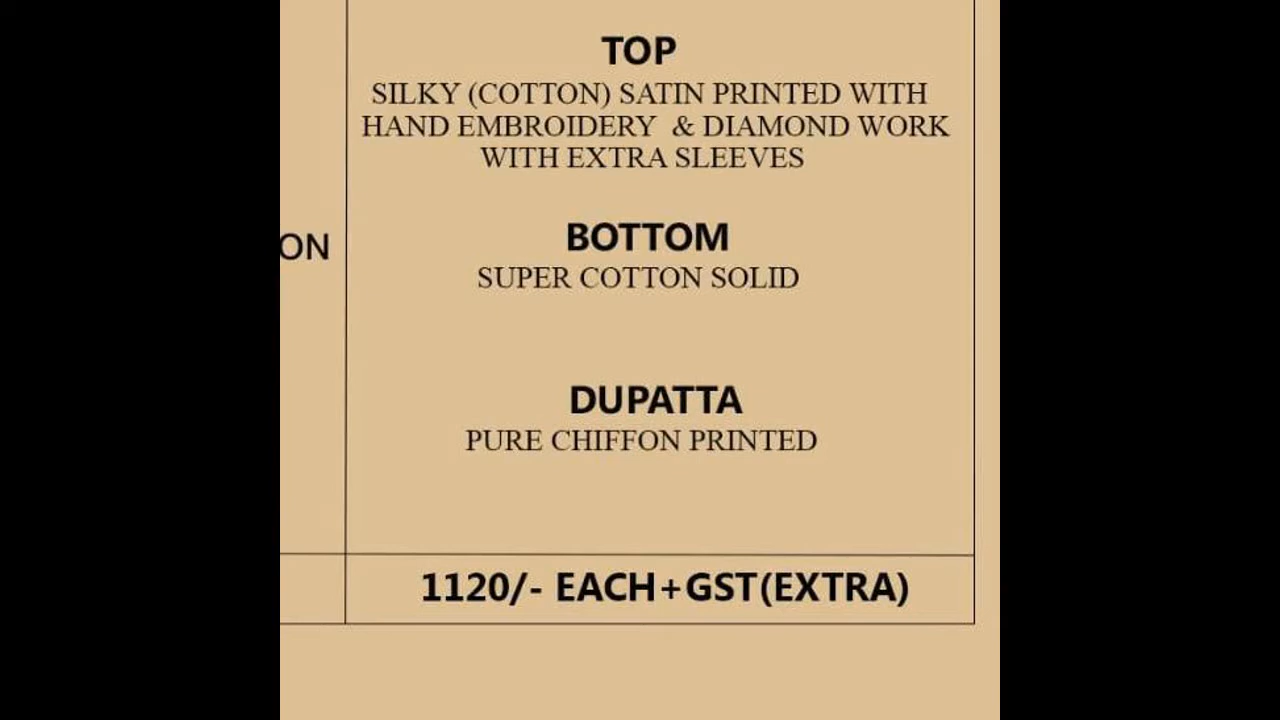 TOP
SILKY (COTTON) SATIN PRINTED WITH
HAND EMBROIDERY & DIAMOND WORK
WITH EXTRA SLEEVES
BOTTOM
SUPER COTTON SOLID
ON
DUPATTA
PURE CHIFFON PRINTED
1120/- EACH+GST(EXTRA)